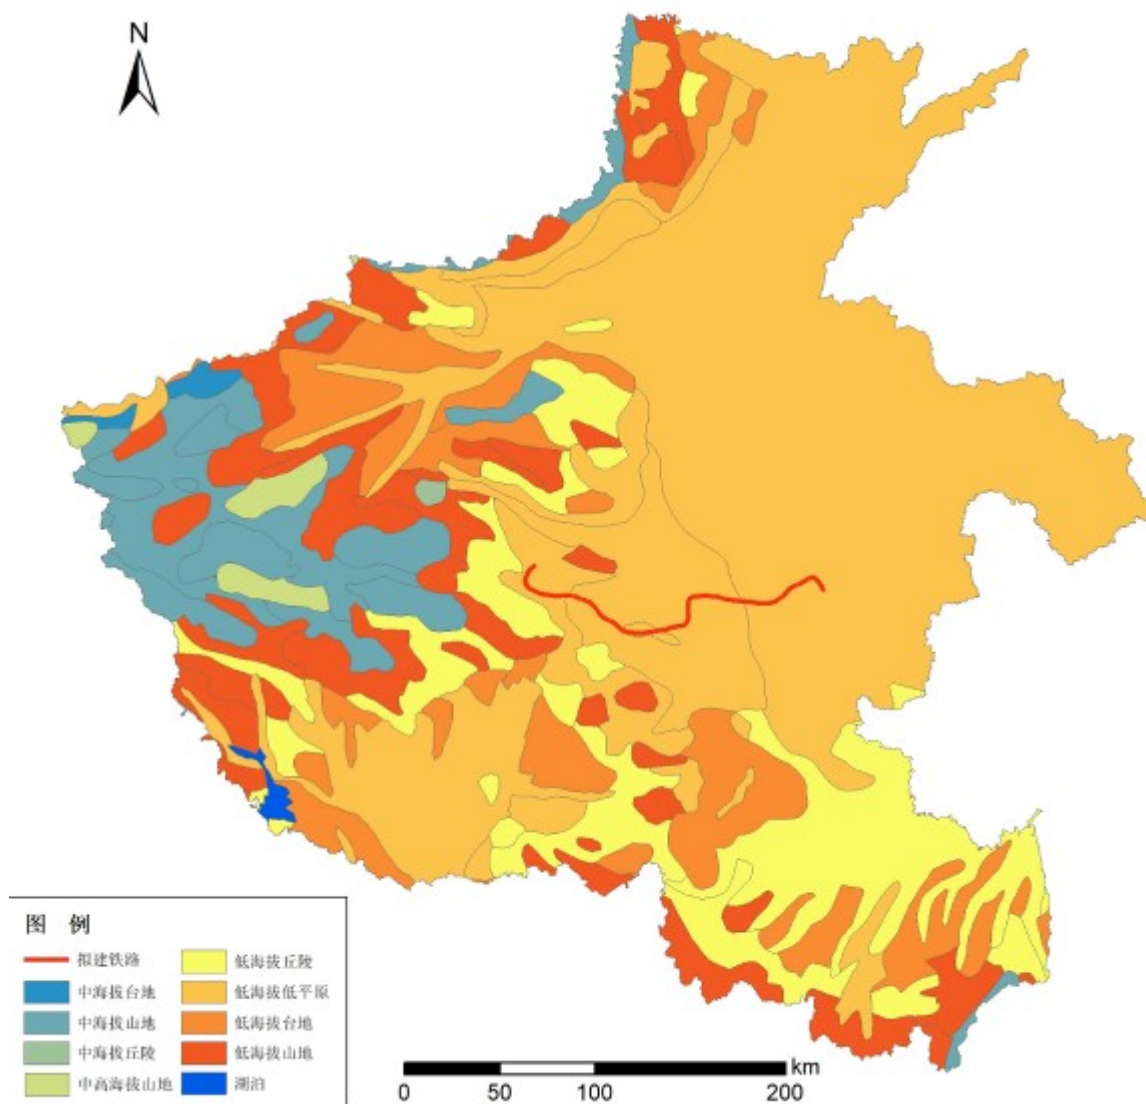 N
图 例
拟建铁路
低海拔丘陵
中海拔台地
低海拔低平原
中海拔山地
低海拔台地
中海拔丘陵
低海拔山地
中高海拔山地
湖泊
km
0 50 100 200